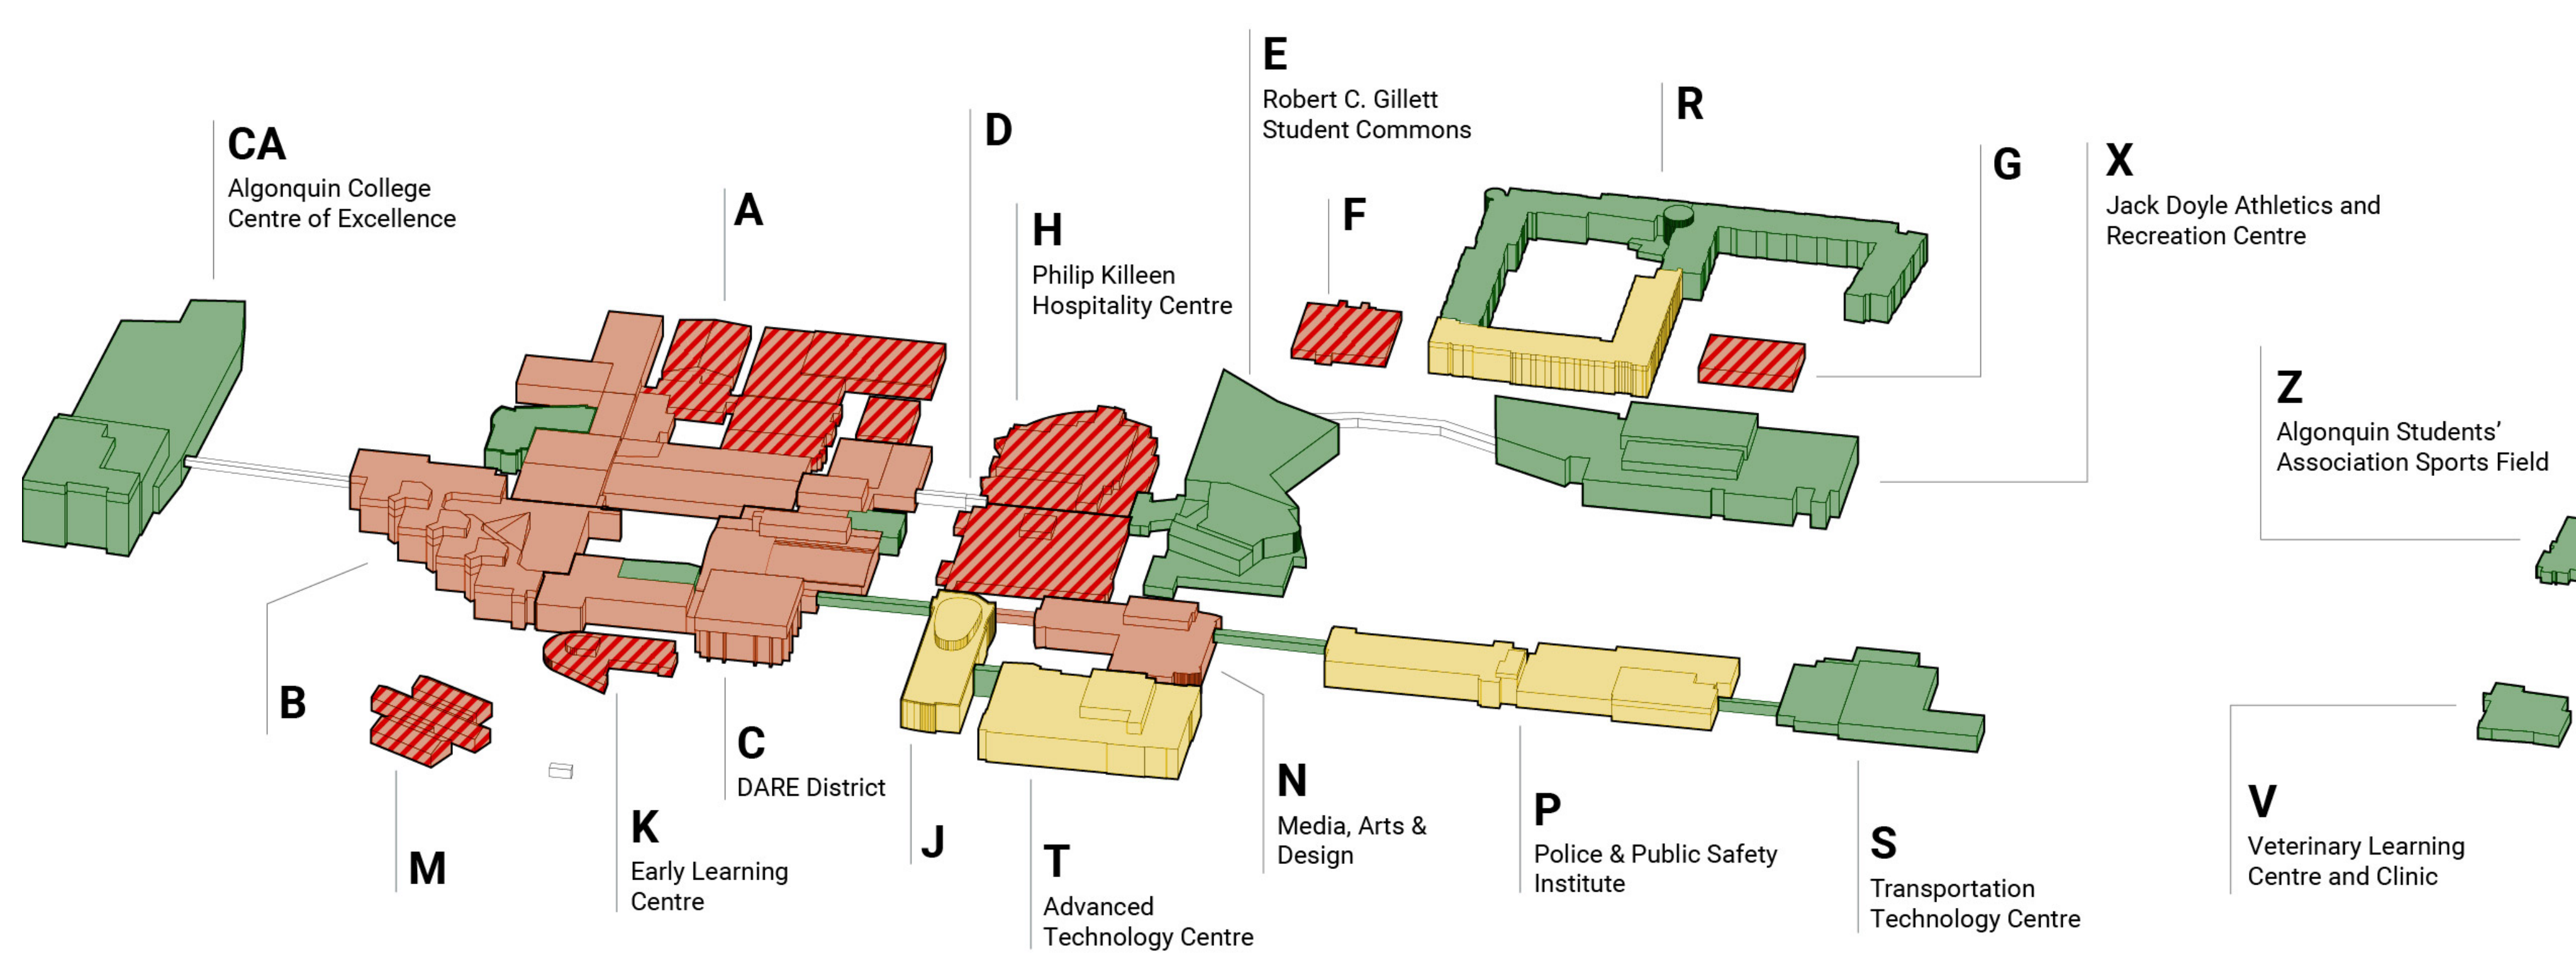 CA
Algonquin College
Centre of Excellence
A
D
H
Philip Killeen
Hospitality Centre
E
Robert C. Gillett
Student Commons
F
R
G
X
Jack Doyle Athletics and
Recreation Centre
Z
Algonquin Students’
Association Sports Field
B
M
K
Early Learning
Centre
C
DARE District
J
T
Advanced
Technology Centre
N
Media, Arts &
Design
P
Police & Public Safety
Institute
S
Transportation
Technology Centre
V
Veterinary Learning
Centre and Clinic